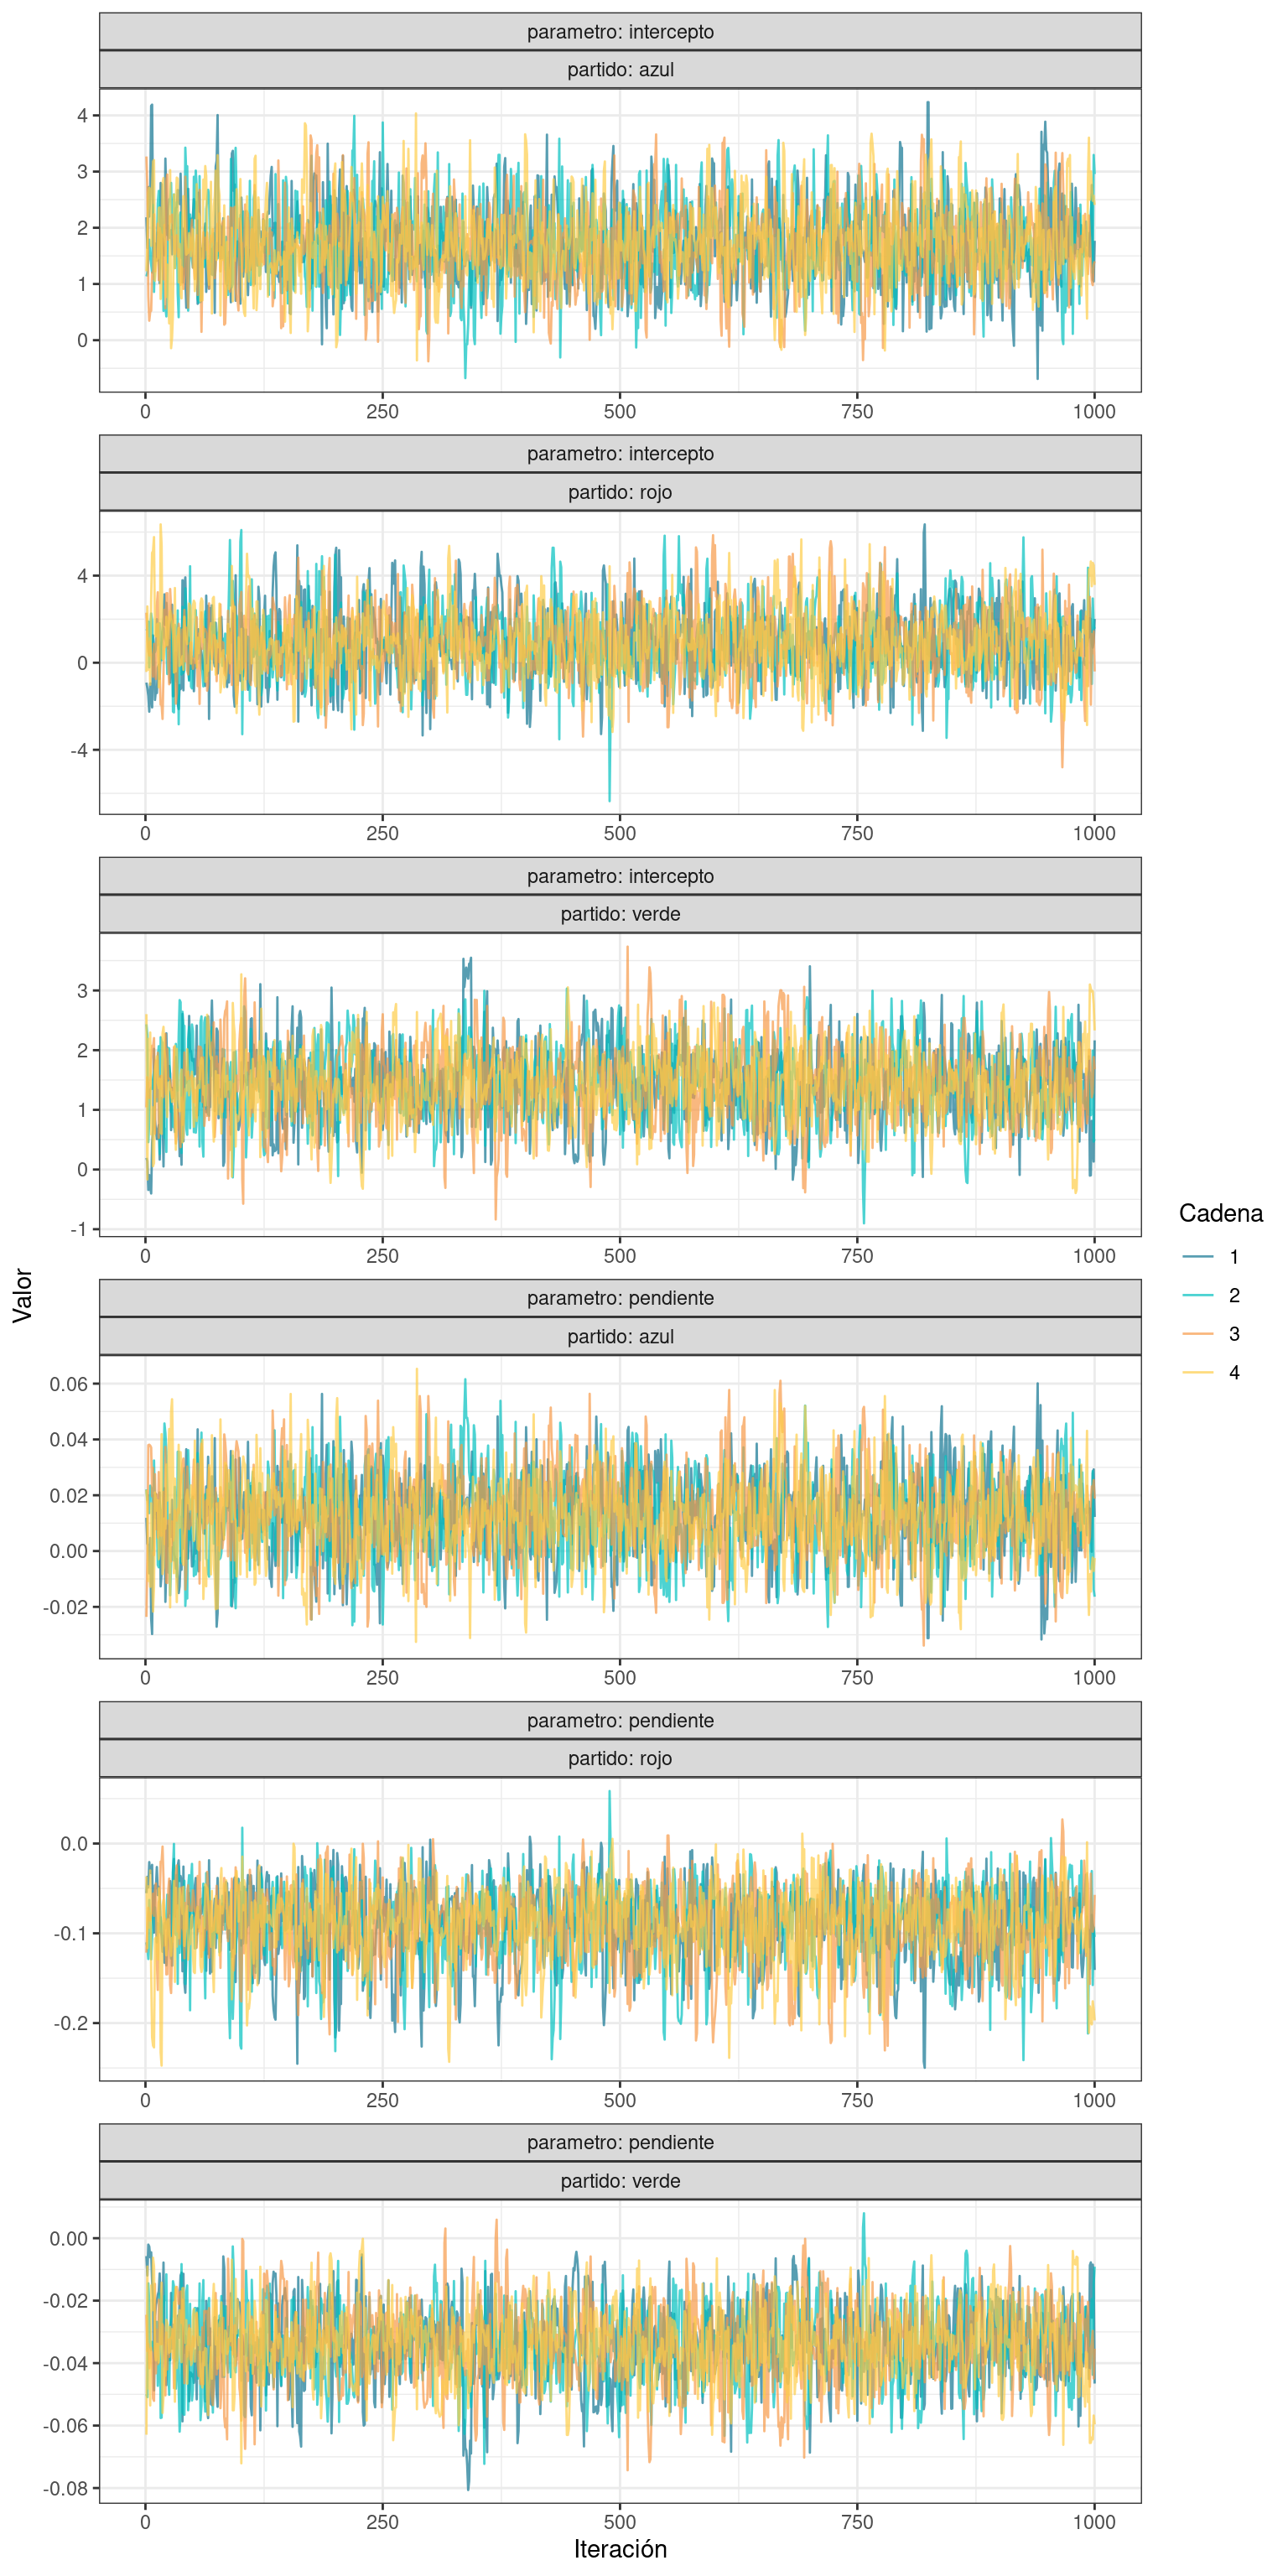 parametro: intercepto
partido: azul
4
3
2
1
0
0 250 500 750 1000
parametro: intercepto
partido: rojo
4
0
-4
0 250 500 750 1000
parametro: intercepto
partido: verde
3
2
1
0
-1
0 250 500 750 1000
parametro: pendiente
partido: azul
0.06
0.04
0.02
0.00
-0.02
0 250 500 750 1000
parametro: pendiente
partido: rojo
0.0
-0.1
-0.2
0 250 500 750 1000
parametro: pendiente
partido: verde
0.00
-0.02
-0.04
-0.06
-0.08
0 250 500 750 1000
Iteración
Valor
Cadena
1
2
3
4